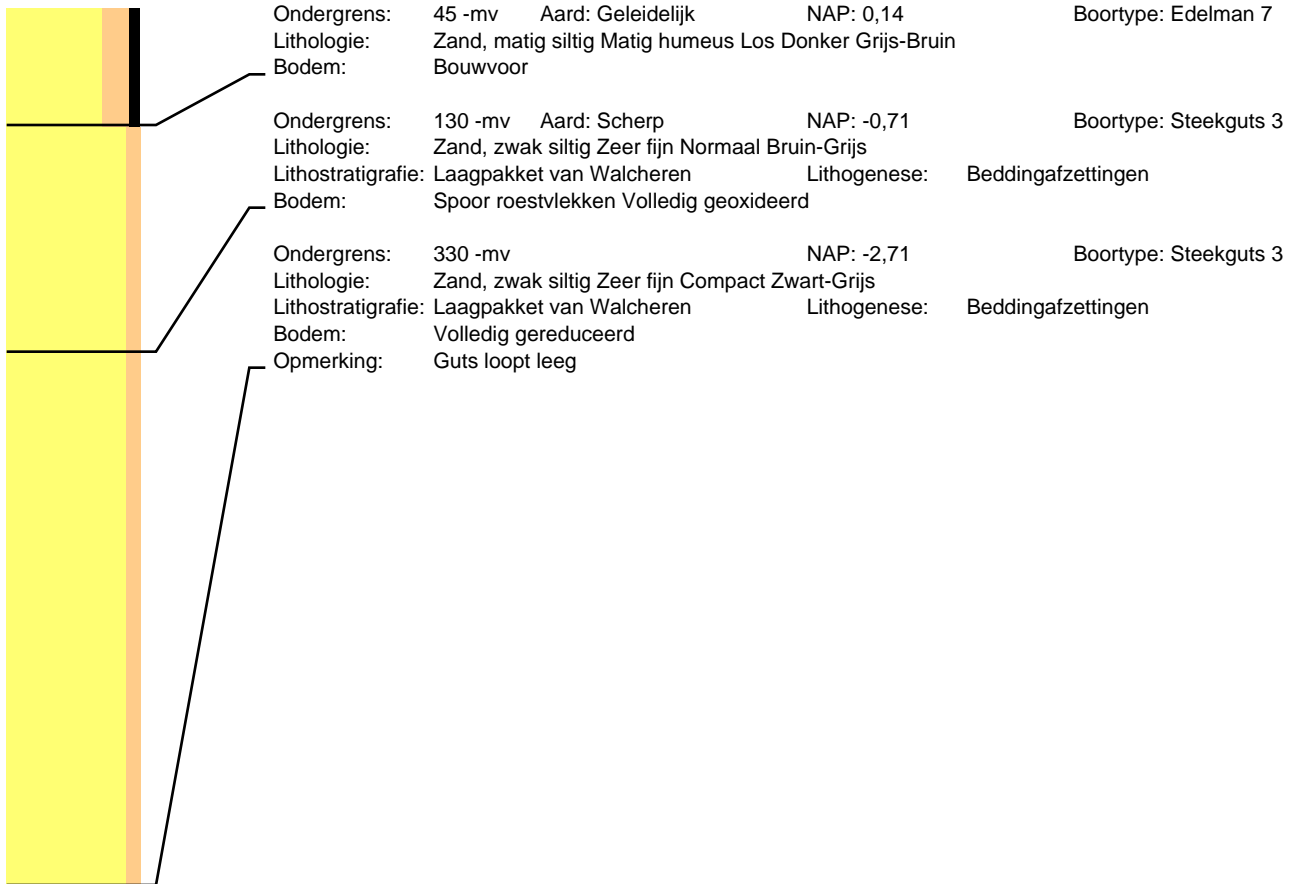 Ondergrens: 45 -mv Aard: Geleidelijk NAP: 0,14 Boortype: Edelman 7
Lithologie: Zand, matig siltig Matig humeus Los Donker Grijs-Bruin
Bodem: Bouwvoor
Ondergrens: 130 -mv Aard: Scherp NAP: -0,71 Boortype: Steekguts 3
Lithologie: Zand, zwak siltig Zeer fijn Normaal Bruin-Grijs
Lithostratigrafie: Laagpakket van Walcheren Lithogenese: Beddingafzettingen
Bodem: Spoor roestvlekken Volledig geoxideerd
Ondergrens: 330 -mv NAP: -2,71 Boortype: Steekguts 3
Lithologie: Zand, zwak siltig Zeer fijn Compact Zwart-Grijs
Lithostratigrafie: Laagpakket van Walcheren Lithogenese: Beddingafzettingen
Bodem: Volledig gereduceerd
Opmerking: Guts loopt leeg